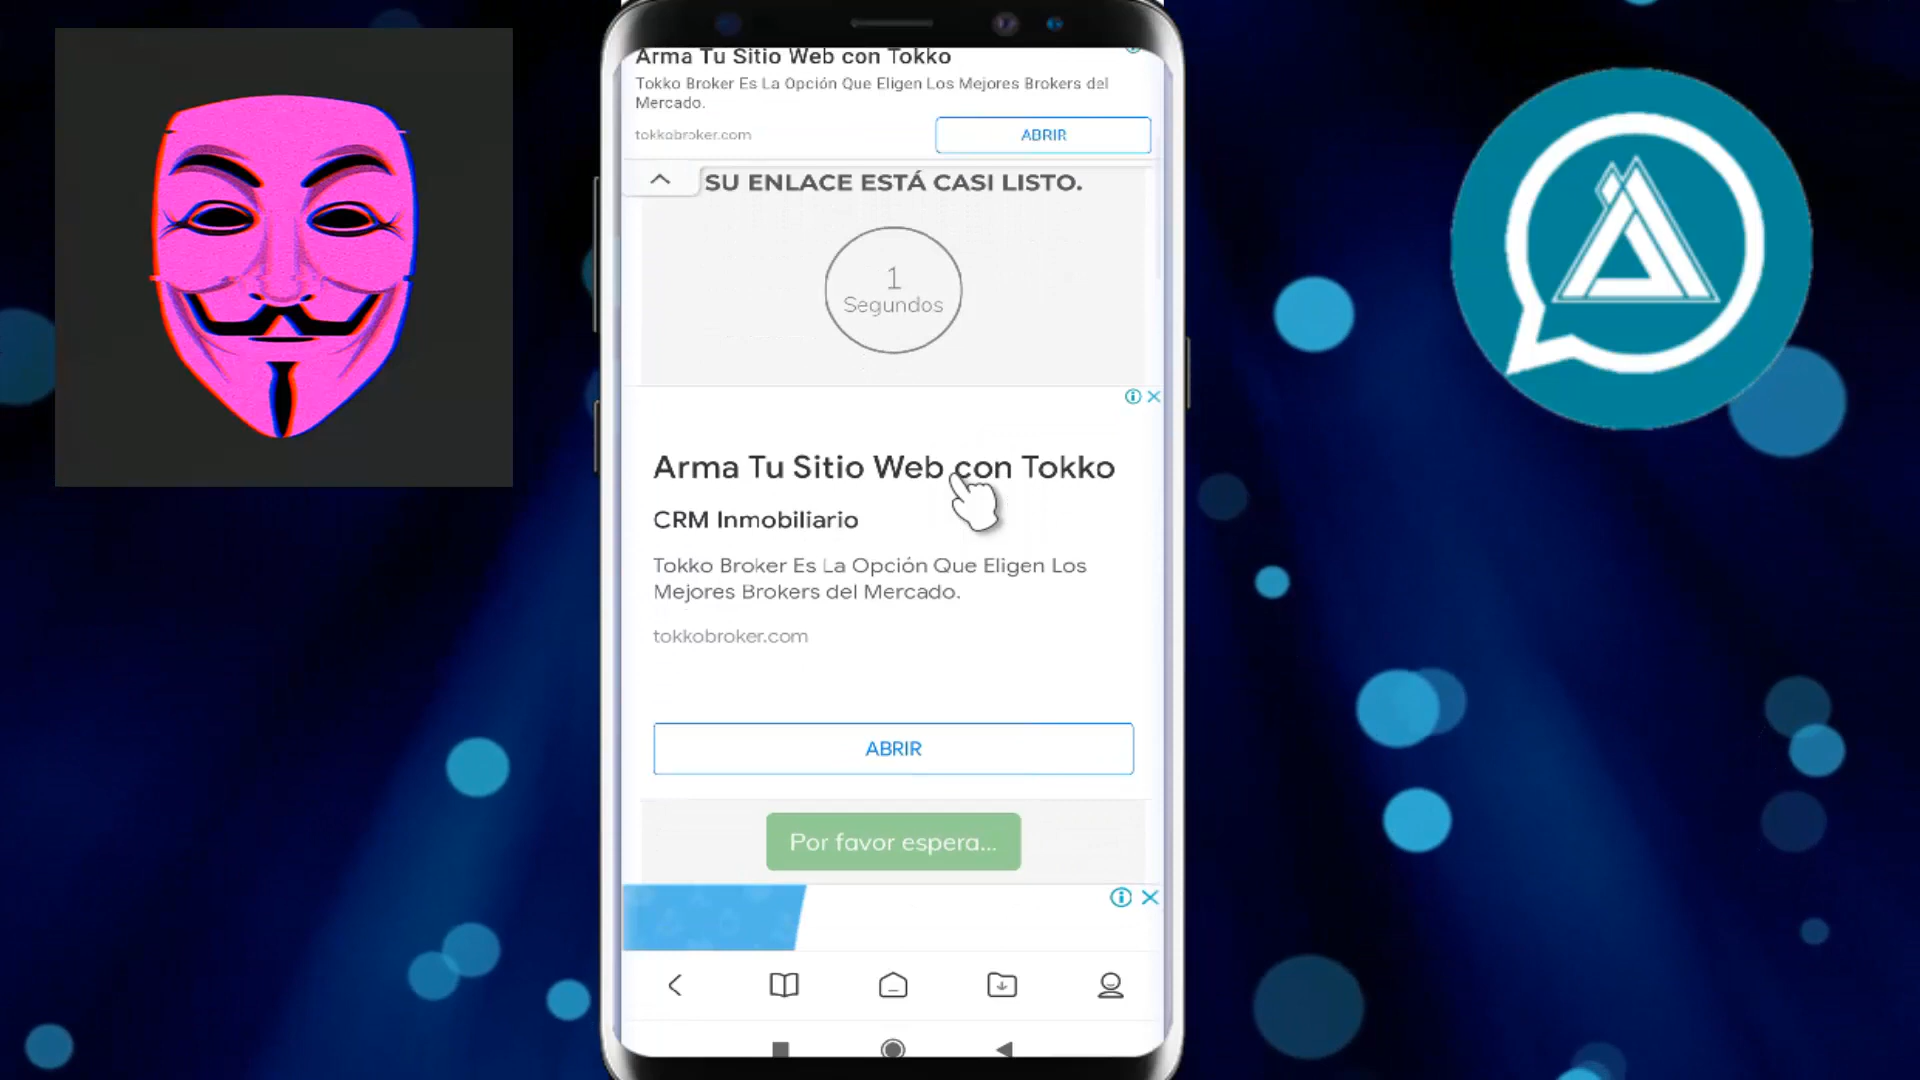 Arma Tu Sitio Web con Tokko
Tokko Broker Es La Opción Que Eligen Los Mejores Brokers del
Mercado.
tokkobroker.com
ABRIR
SU ENLACE ESTÁ CASI LISTO.
1
Segundos
Arma Tu Sitio Web con Tokko
CRM Inmobiliario
Tokko Broker Es La Opción Que Eligen Los
Mejores Brokers del Mercado.
tokkobroker.com
ABRIR
Por favor espera...